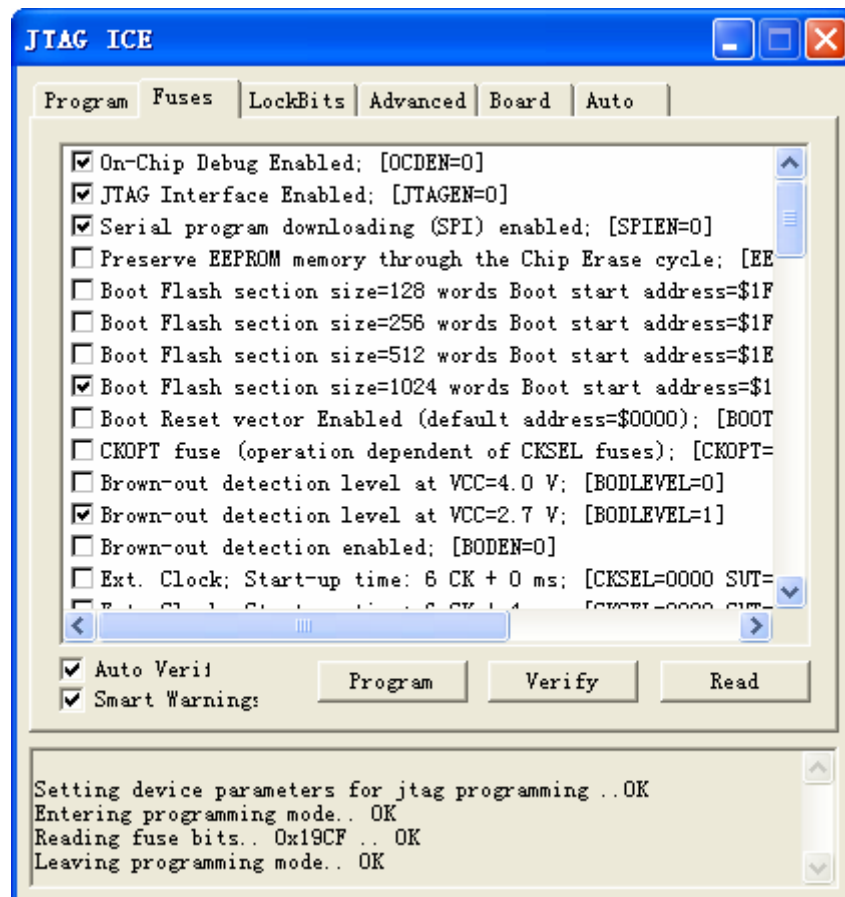 JTAG ICE
Program Fuses LockBits Advanced Board Auto
On-Chip Debug Enabled; [OCDEN=0]
JTAG Interface Enabled; [JTAGEN=0]
Serial program downloading (SPI) enabled; [SPIEN=0]
Preserve EEPROM memory through the Chip Erase cycle; [EE
Boot Flash section size=128 words Boot start address=$1F
Boot Flash section size=256 words Boot start address=$1F
Boot Flash section size=512 words Boot start address=$1E
Boot Flash section size=1024 words Boot start address=$1
Boot Reset vector Enabled (default address=$0000); [BOOT
CKOPT fuse (operation dependent of CKSEL fuses); [CKOPT=
Brown-out detection level at VCC=4.0 V; [BODLEVEL=0]
Brown-out detection level at VCC=2.7 V; [BODLEVEL=1]
Brown-out detection enabled; [BODEN=0]
Ext. Clock; Start-up time: 6 CK + 0 ms; [CKSEL=0000 SUT=
Auto Verif
Smart Warnings
Program Verify Read
Setting device parameters for jtag programming ..OK
Entering programming mode.. OK
Reading fuse bits.. 0x19CF .. OK
Leaving programming mode.. OK